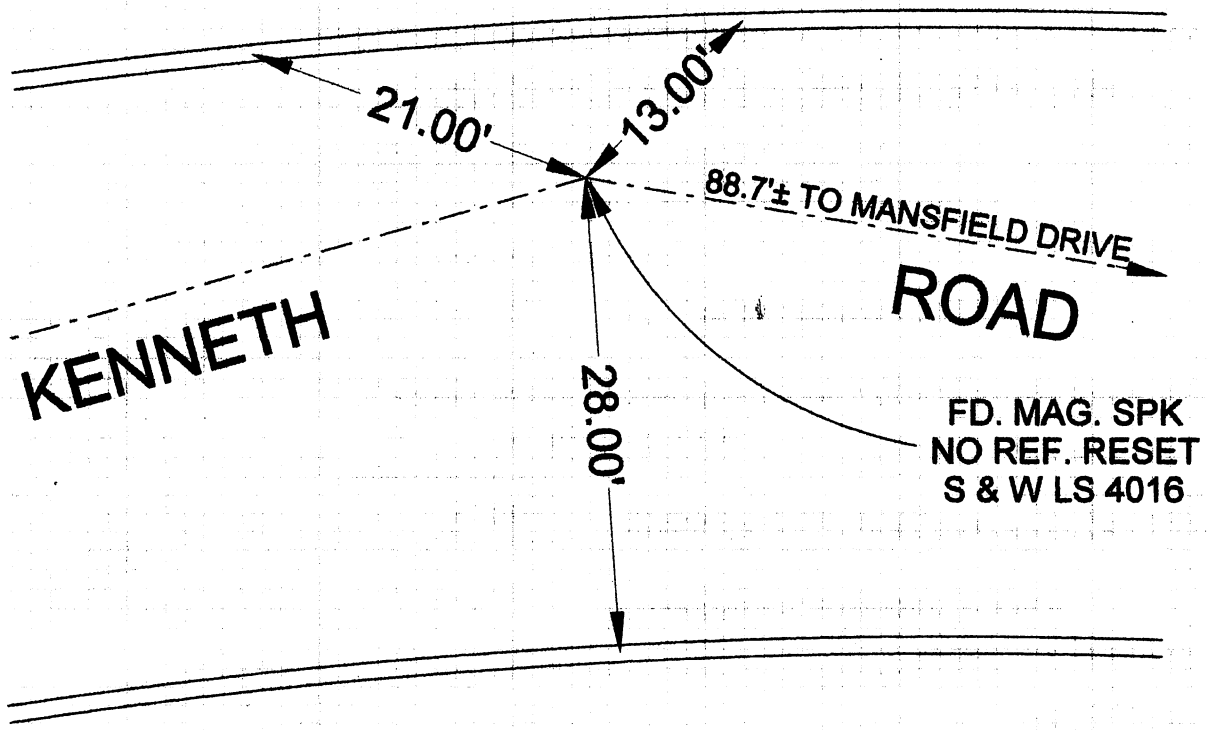 21.00'
13.00'
88.7'± TO MANSFIELD DRIVE
KENNETH
ROAD
28.00'
FD. MAG. SPK
NO REF. RESET
S & W LS 4016